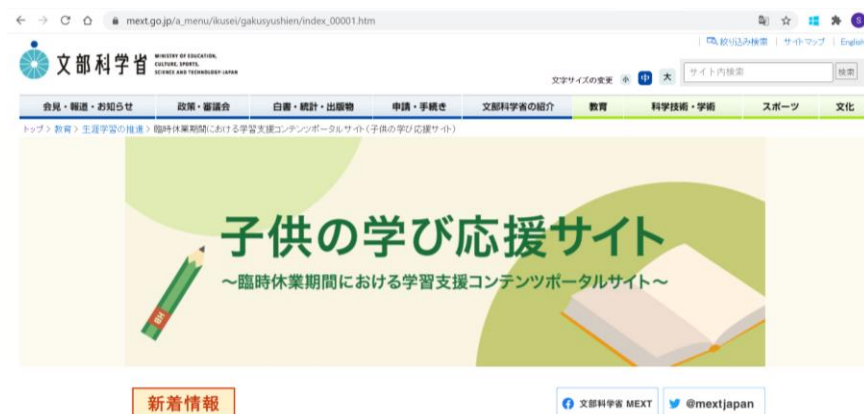 mext.go.jp/a_menu/ikusei/gakusyushien/index_00001.htm
絞り込み検索 | サイトマップ | English
文部科学省
MINISTRY OF EDUCATION,
CULTURE, SPORTS,
SCIENCE AND TECHNOLOGY-JAPAN
文字サイズの変更 小 中 大 サイト内検索 検索
会見・報道・お知らせ 政策・審議会 白書・統計・出版物 申請・手続き 文部科学省の紹介 教育 科学技術・学術 スポーツ 文化
トップ > 教育 > 生涯学習の推進 > 臨時休業期間における学習支援コンテンツポータルサイト(子供の学び応援サイト)
子供の学び応援サイト
~臨時休業期間における学習支援コンテンツポータルサイト~
HB
新着情報
文部科学省 MEXT @mextjapan